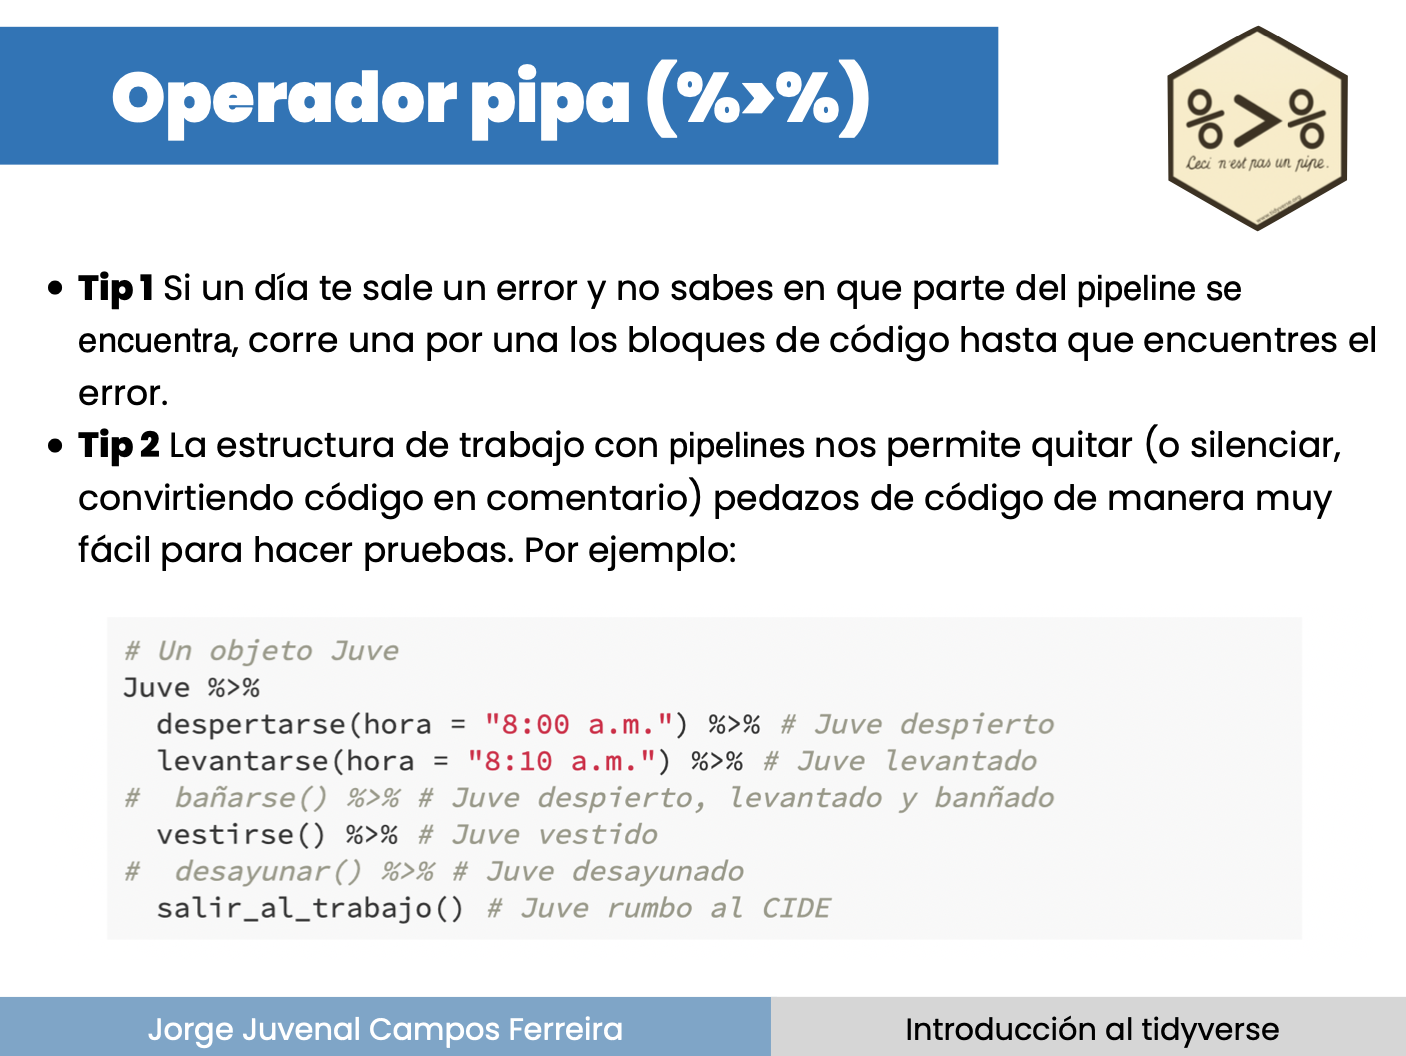 Operador pipa (%>%)
%>%
Ceci n'est pas un pipe.
• Tip 1 Si un día te sale un error y no sabes en que parte del pipeline se
encuentra, corre una por una los bloques de código hasta que encuentres el
error.
• Tip 2 La estructura de trabajo con pipelines nos permite quitar (o silenciar,
convirtiendo código en comentario) pedazos de código de manera muy
fácil para hacer pruebas. Por ejemplo:
# Un objeto Juve
Juve %>%
  despertarse(hora = "8:00 a.m.") %>% # Juve despierto
  levantarse(hora = "8:10 a.m.") %>% # Juve levantado
#  bañarse() %>% # Juve despierto, levantado y banñado
  vestirse() %>% # Juve vestido
#  desayunar() %>% # Juve desayunado
  salir_al_trabajo() # Juve rumbo al CIDE
Jorge Juvenal Campos Ferreira
Introducción al tidyverse